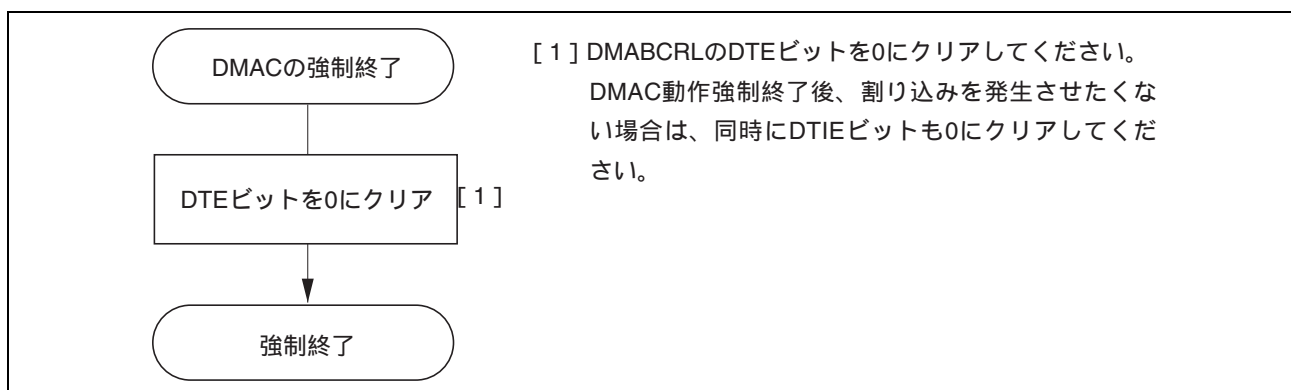 DMACの強制終了
DTEビットを0にクリア [ 1 ]
強制終了
[ 1 ] DMABCRLのDTEビットを0にクリアしてください。
DMAC動作強制終了後、割り込みを発生させたくな
い場合は、同時にDTIEビットも0にクリアしてくだ
さい。